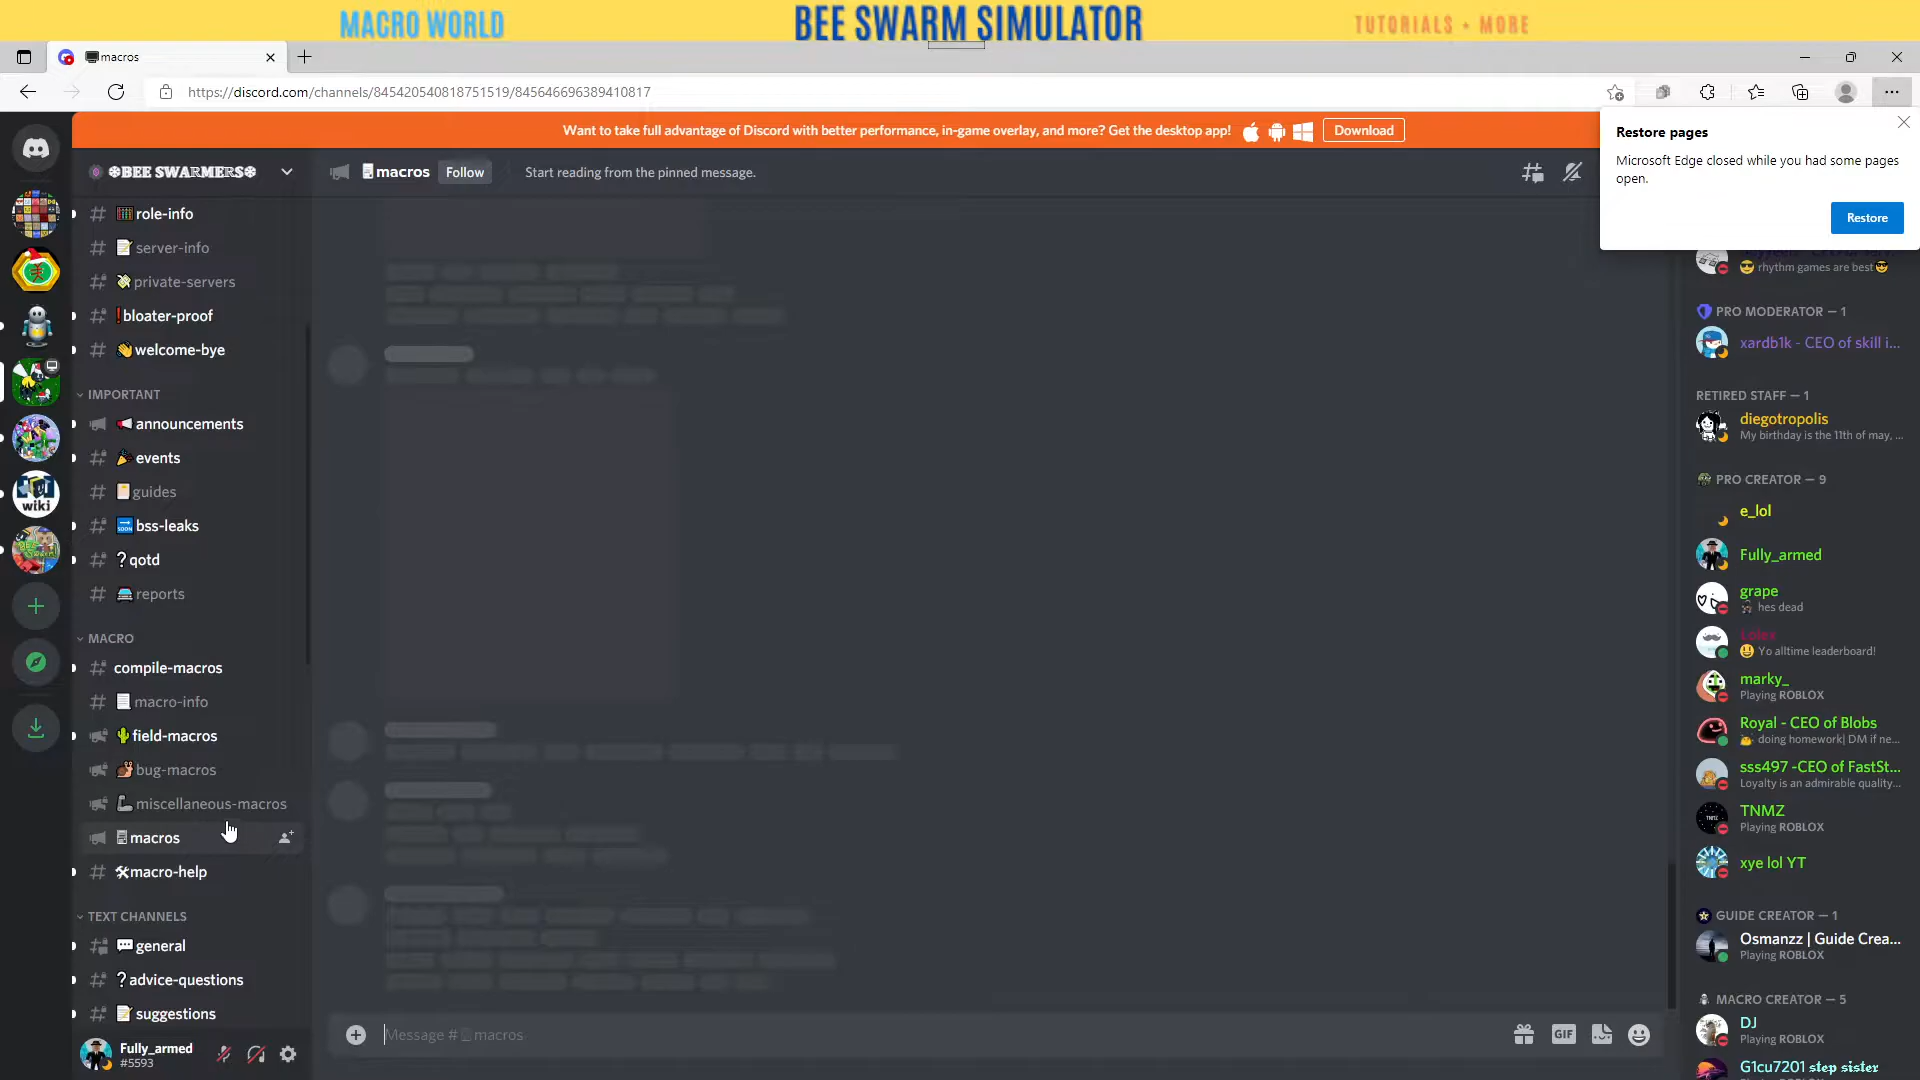 MACRO WORLD
BEE SWARM SIMULATOR
TUTORIALS • MORE
macros
https://discord.com/channels/845420540818751519/845646696389410817
Want to take full advantage of Discord with better performance, in-game overlay, and more? Get the desktop app!
Download
Restore pages
Microsoft Edge closed while you had some pages
open.
Restore
❆BEE SWARMERS❆
macros
Follow
Start reading from the pinned message.
role-info
server-info
private-servers
bloater-proof
welcome-bye
IMPORTANT
announcements
events
guides
bss-leaks
?qotd
reports
MACRO
compile-macros
macro-info
field-macros
bug-macros
miscellaneous-macros
macros
macro-help
TEXT CHANNELS
general
?advice-questions
suggestions
Fully_armed
#5593
wiki
Message # macros
GIF
rhythm games are best
PRO MODERATOR — 1
xardb1k - CEO of skill i...
RETIRED STAFF — 1
diegotropolis
My birthday is the 11th of may, ...
PRO CREATOR — 9
e_lol
Fully_armed
grape
hes dead
Lolex
Yo alltime leaderboard!
marky_
Playing ROBLOX
Royal - CEO of Blobs
doing homework| DM if ne...
sss497 -CEO of FastSt...
Loyalty is an admirable quality...
TNMZ
Playing ROBLOX
xye lol YT
GUIDE CREATOR — 1
Osmanzz | Guide Crea...
Playing ROBLOX
MACRO CREATOR — 5
DJ
Playing ROBLOX
G1cu7201 step sister